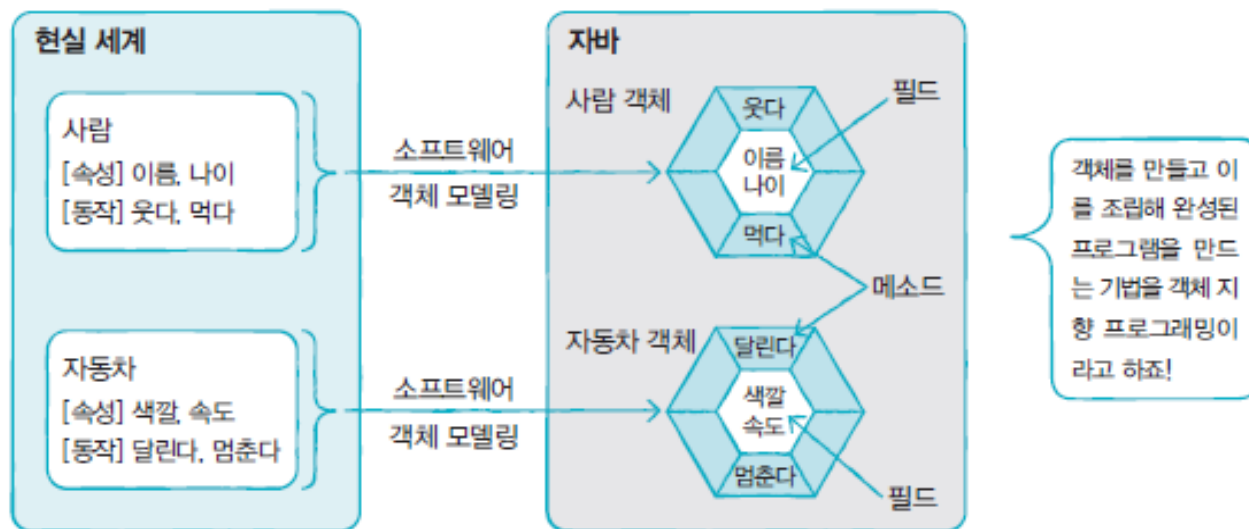 현실 세계
사람
[속성] 이름, 나이
[동작] 웃다, 먹다
자동차
[속성] 색깔, 속도
[동작] 달린다, 멈춘다
소프트웨어
객체 모델링
소프트웨어
객체 모델링
자바
사람 객체
웃다
이름
나이
먹다
필드
메소드
자동차 객체
달린다
색깔
속도
멈춘다
필드
객체를 만들고 이
를 조립해 완성된
프로그램을 만드
는 기법을 객체 지
향 프로그래밍이
라고 하죠!